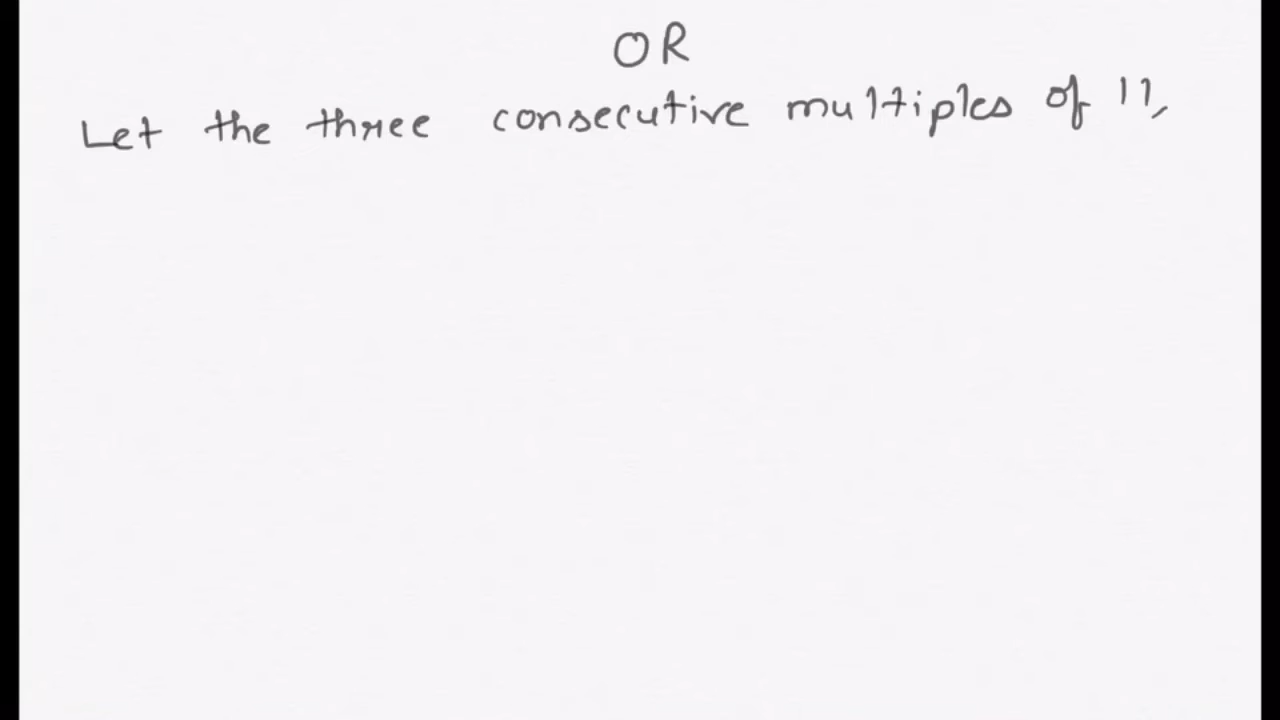 OR
Let the three consecutive multiples of 11,